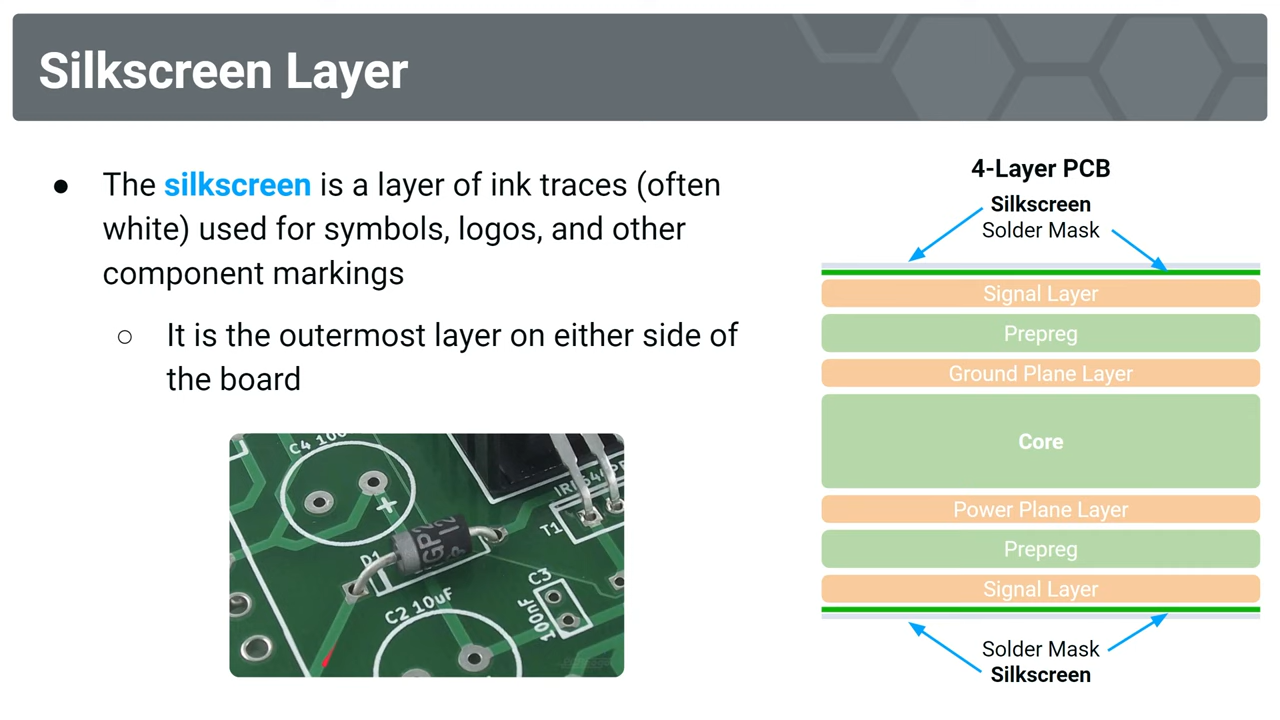 Silkscreen Layer
● The silkscreen is a layer of ink traces (often
white) used for symbols, logos, and other
component markings
○ It is the outermost layer on either side of
the board
4-Layer PCB
Silkscreen
Solder Mask
Signal Layer
Prepreg
Ground Plane Layer
Core
Power Plane Layer
Prepreg
Signal Layer
Solder Mask
Silkscreen
C4
+
D1
T1
C3
100nF
C2 10uF